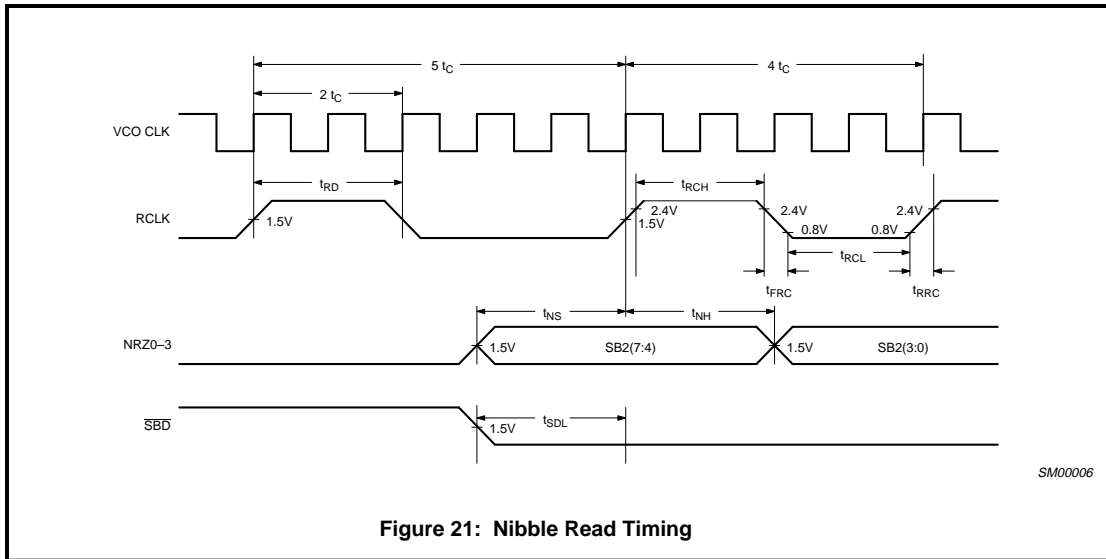 5 tC
4 tC
2 tC
VCO CLK
tRD
tRCH
RCLK
1.5V
2.4V
1.5V
2.4V
0.8V
0.8V
2.4V
tRCL
tFRC
tRRC
tNS
tNH
NRZ0–3
1.5V
SB2(7:4)
1.5V
SB2(3:0)
SBD
1.5V
tSDL
SM00006
Figure 21: Nibble Read Timing